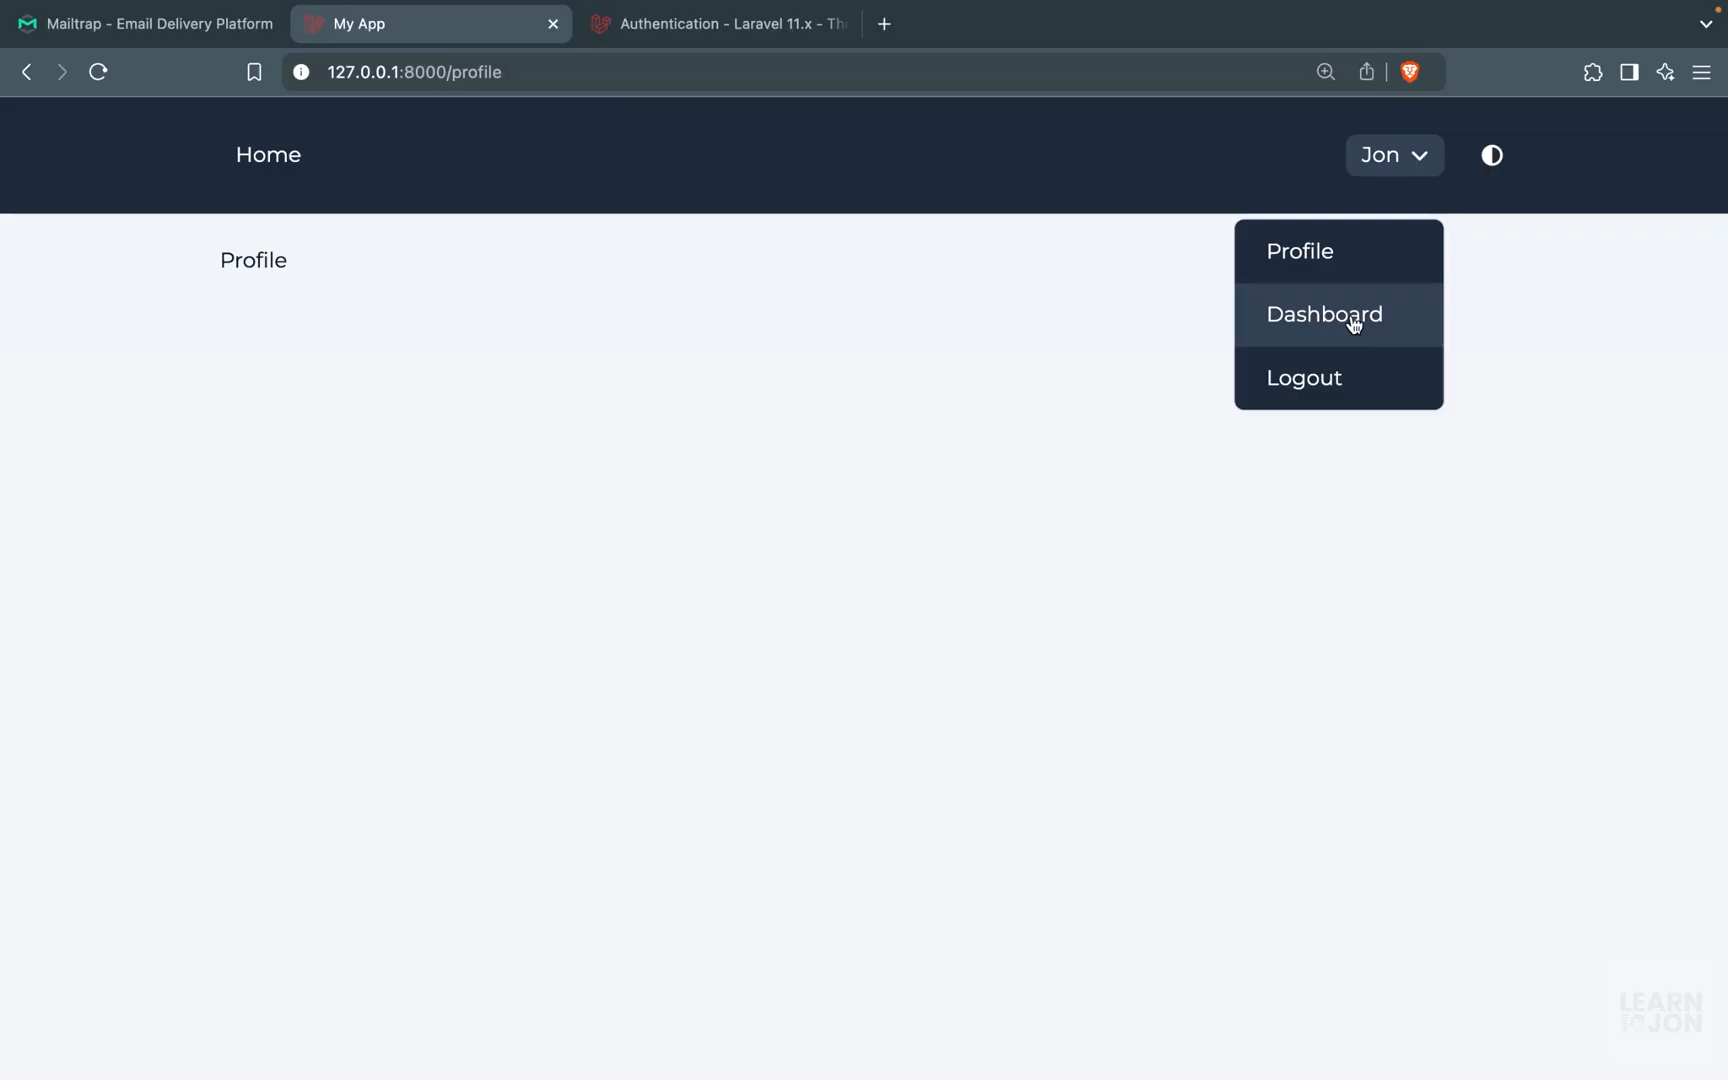 Mailtrap - Email Delivery Platform
My App
Authentication - Laravel 11.x - Th
127.0.0.1:8000/profile
Home
Jon
Profile
Profile
Dashboard
Logout
LEARN
JON